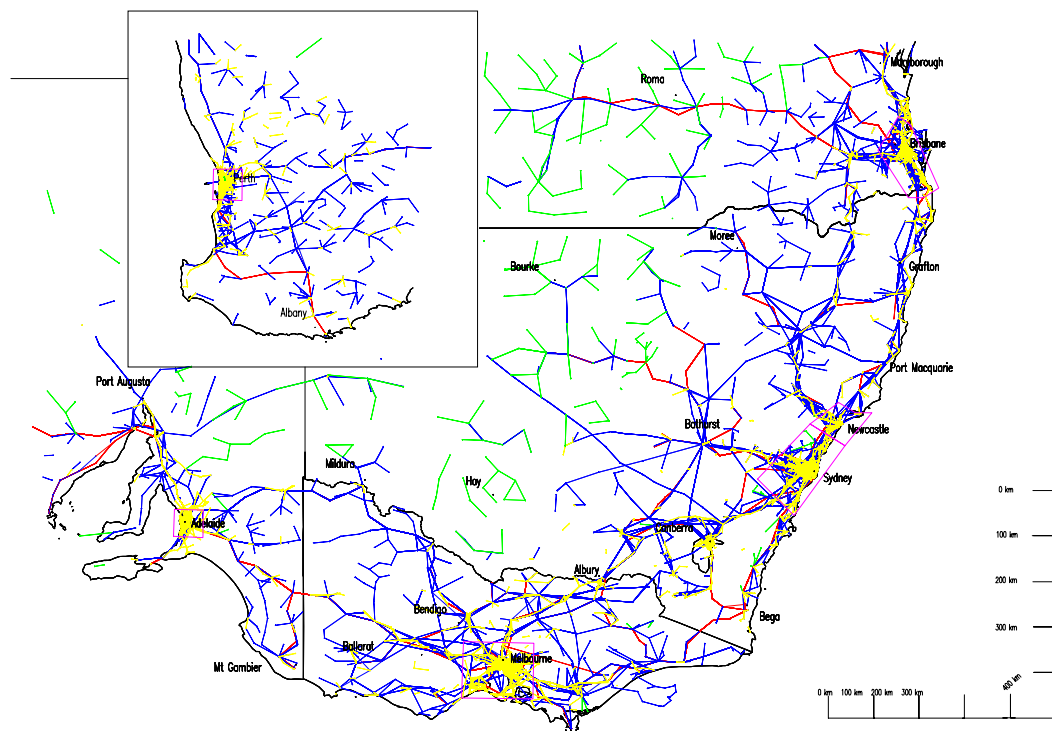 Maryborough
Roma
Brisbane
Perth
Moree
Bourke
Grafton
Albany
Port Augusta
Port Macquarie
Bathurst
Newcastle
Mildura
Hay
Sydney
0 km
Adelaide
Canberra
100 km
Albury
200 km
Bendigo
Bega
300 km
Ballarat
Melbourne
Mt Gambier
400 km
0 km 100 km 200 km 300 km